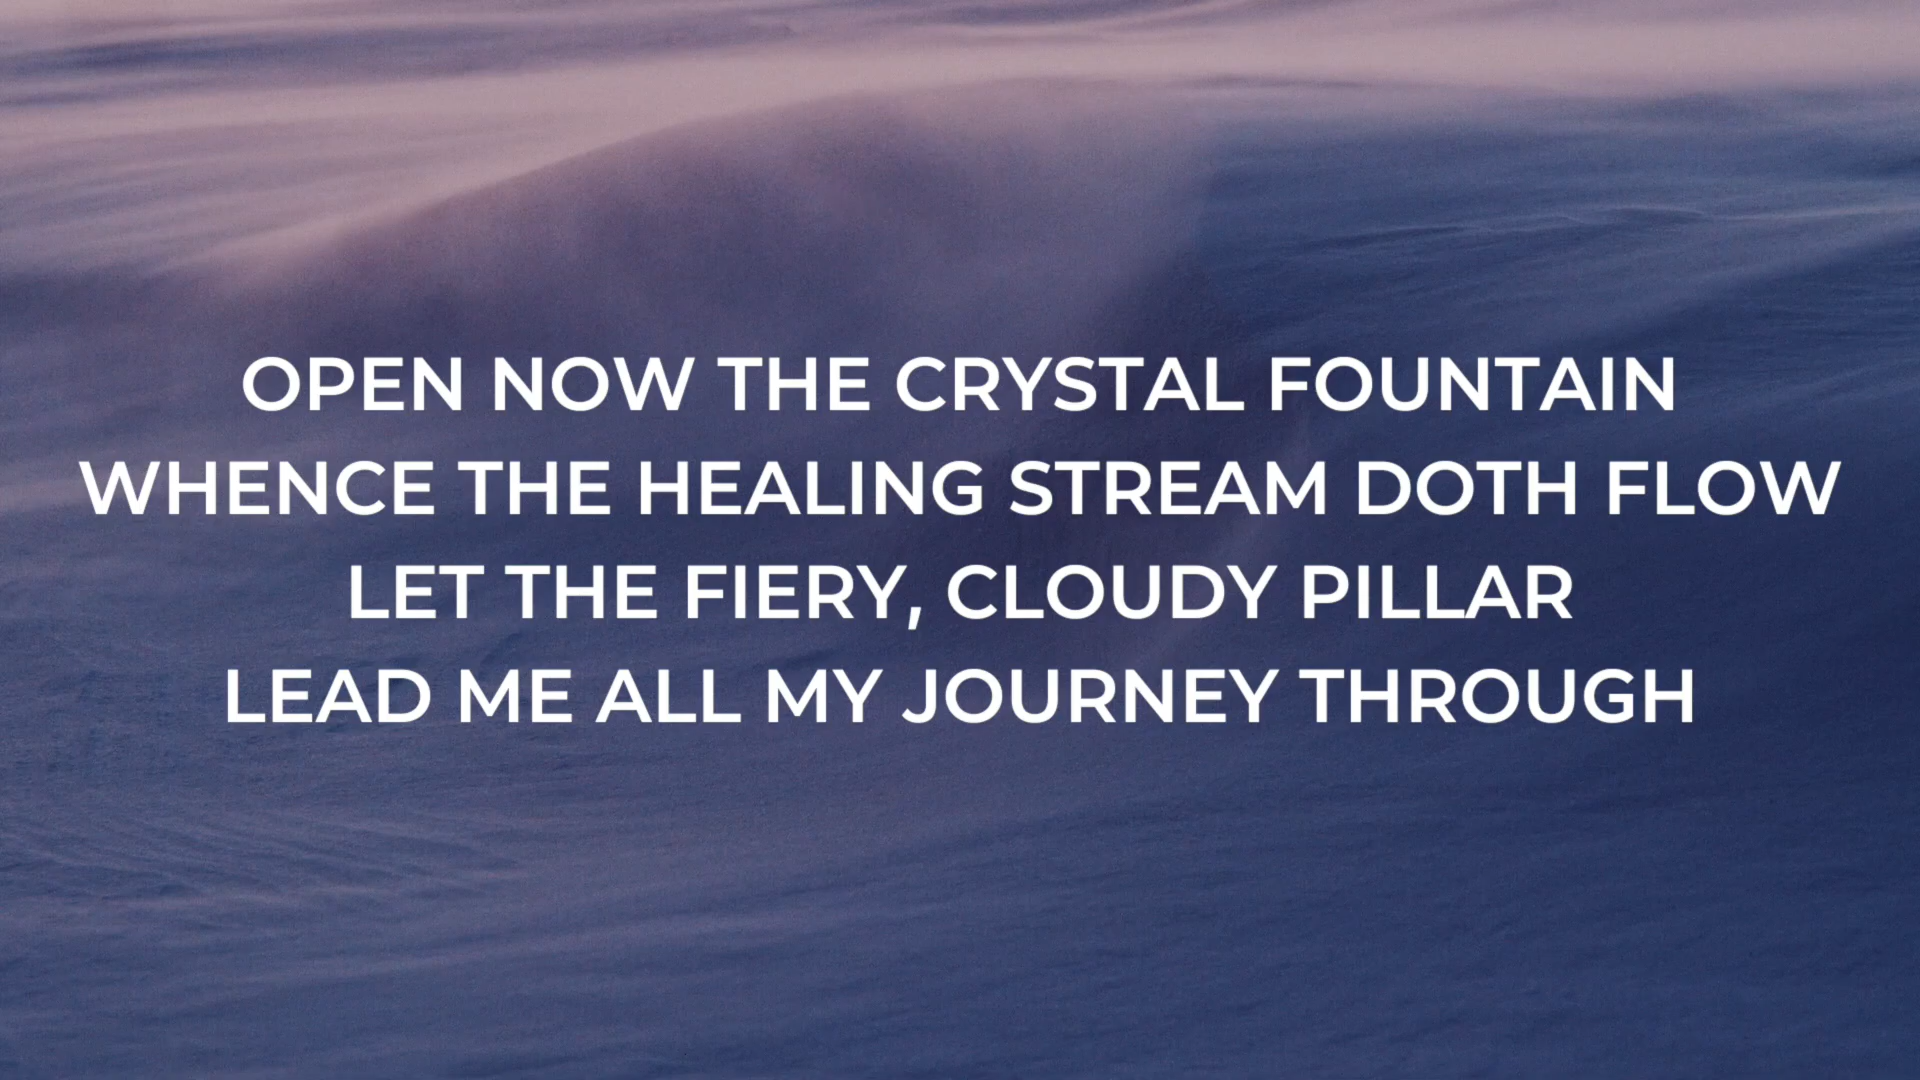 OPEN NOW THE CRYSTAL FOUNTAIN
WHENCE THE HEALING STREAM DOTH FLOW
LET THE FIERY, CLOUDY PILLAR
LEAD ME ALL MY JOURNEY THROUGH